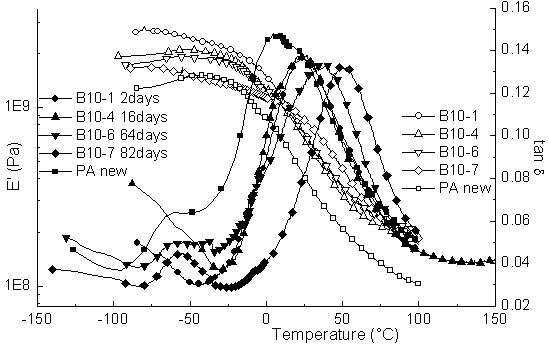 0.16
0.14
0.12
0.10
0.08
0.06
0.04
0.02
1E9
1E8
E' (Pa)
tan δ
B10-1 2days
B10-4 16days
B10-6 64days
B10-7 82days
PA new
B10-1
B10-4
B10-6
B10-7
PA new
-150 -100 -50 0 50 100 150
Temperature (°C)